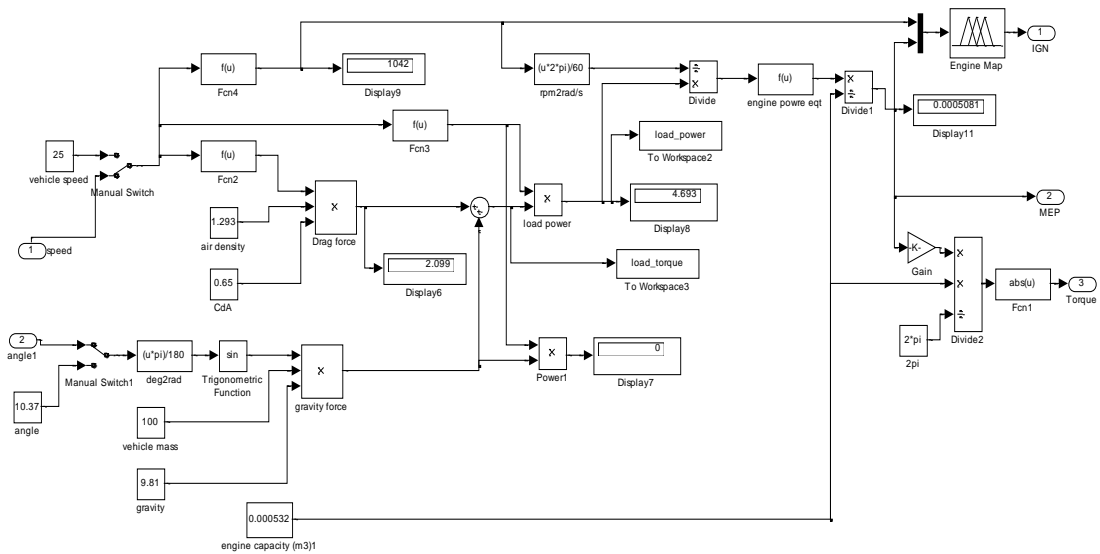 f(u)
Fcn4
1042
Display9
(u*2*pi)/60
rpm2rad/s
Divide
f(u)
engine powre eqt
Divide1
Engine Map
1
IGN
0.0005081
Display11
f(u)
Fcn3
load_power
To Workspace2
25
vehicle speed
Manual Switch
f(u)
Fcn2
1
speed
1.293
air density
Drag force
0.65
CdA
2.099
Display6
load power
4.693
Display8
load_torque
To Workspace3
2
MEP
-K-
Gain
2*pi
2pi
Divide2
abs(u)
Fcn1
3
Torque
2
angle1
Manual Switch1
10.37
angle
(u*pi)/180
deg2rad
sin
Trigonometric
Function
gravity force
Power1
0
Display7
100
vehicle mass
9.81
gravity
0.000532
engine capacity (m3)1